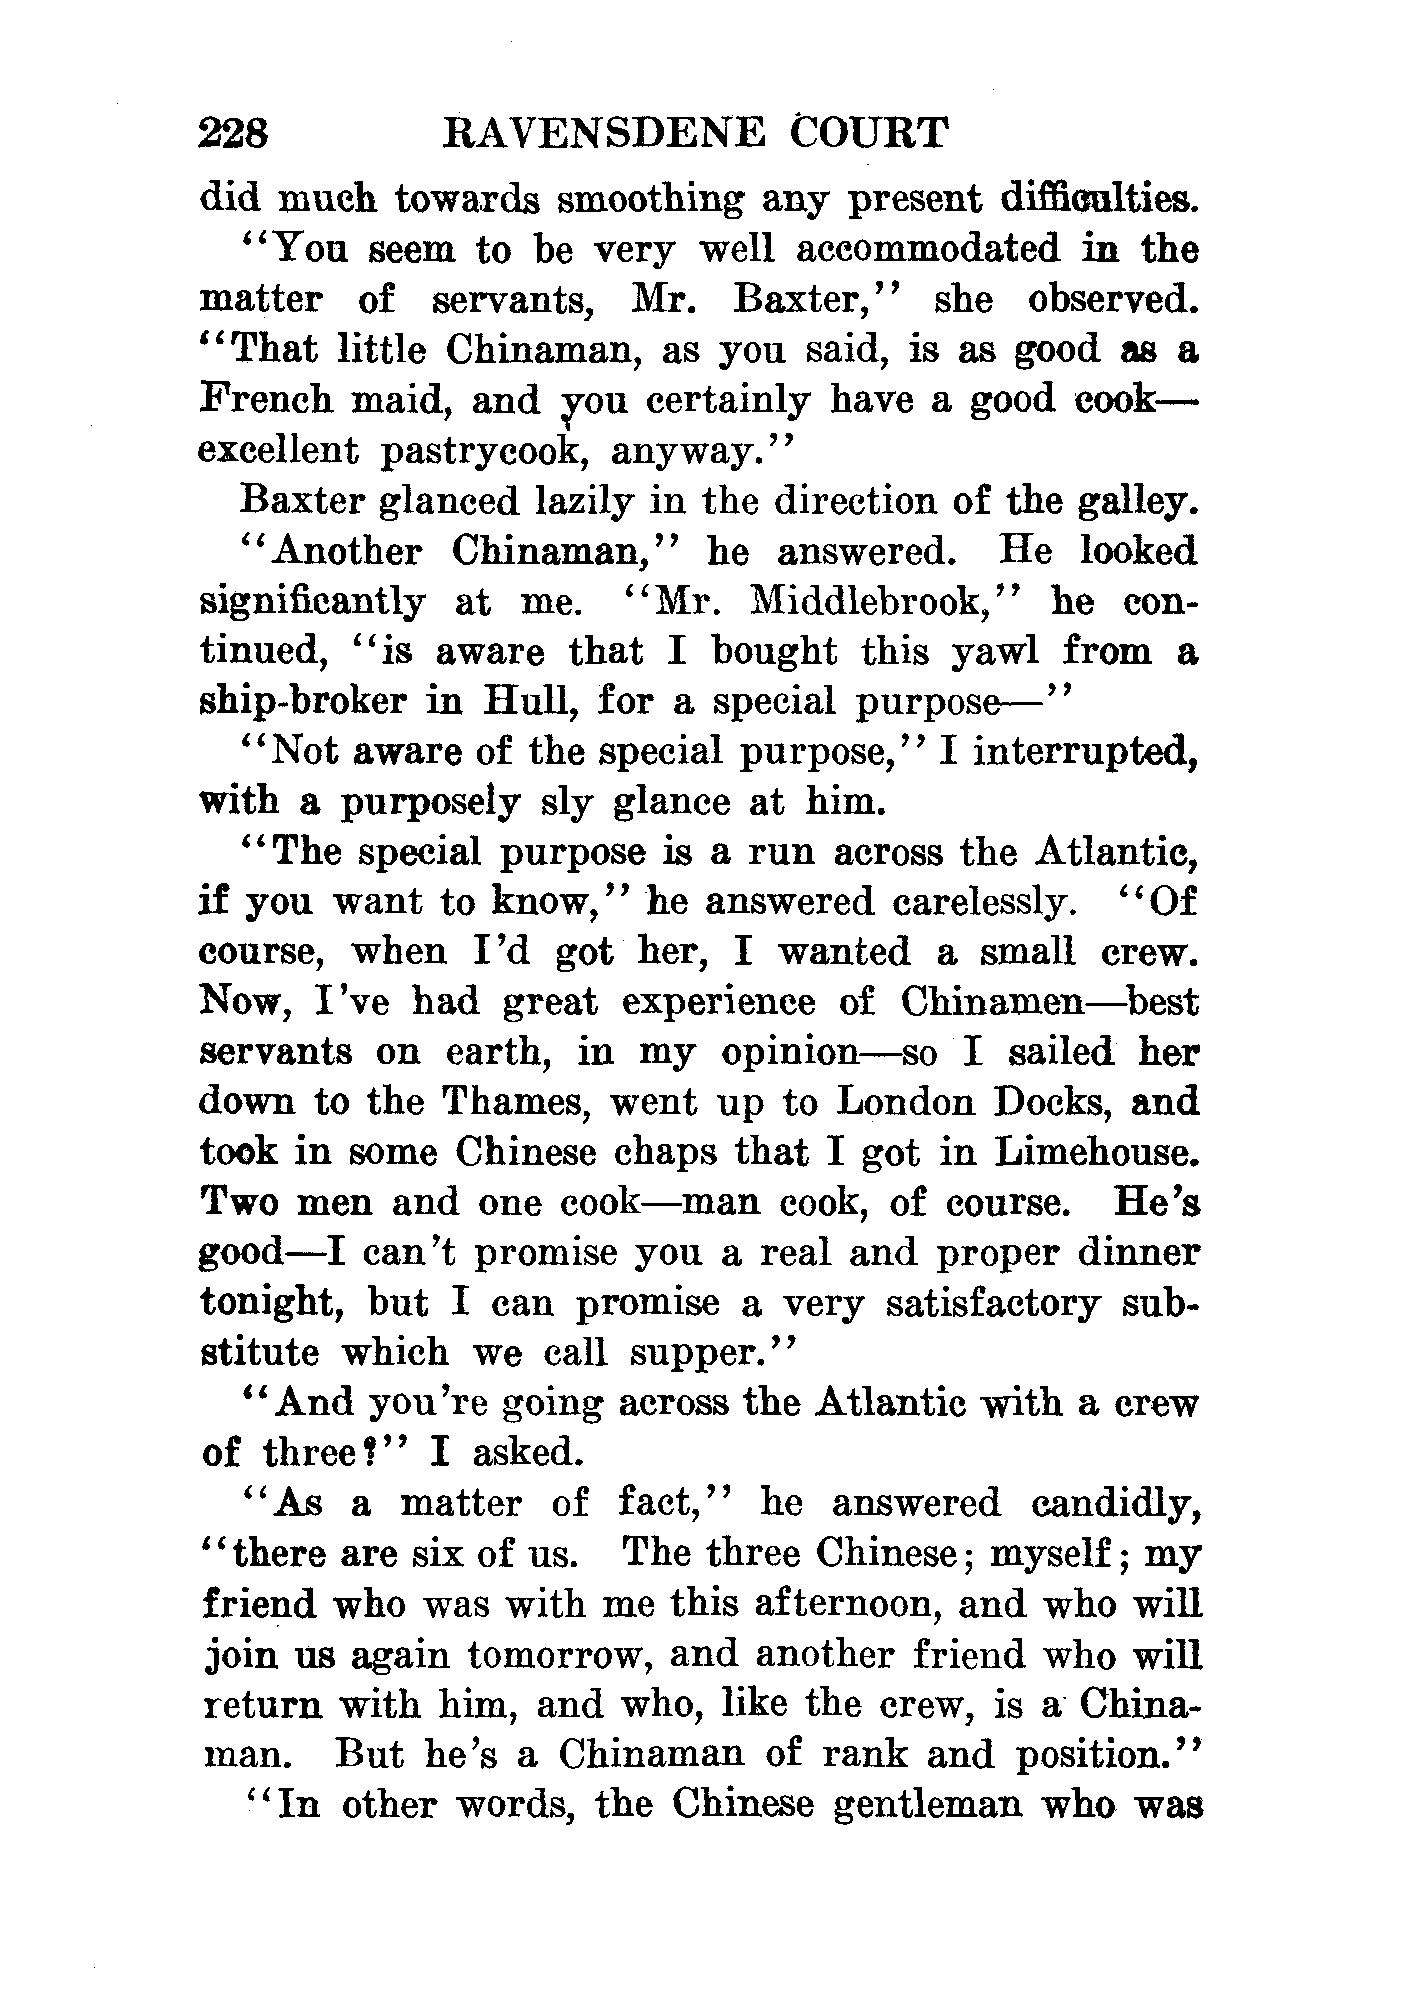 228 RAVENSDENE COURT
did much towards smoothing any present difficulties.
"You seem to be very well accommodated in the
matter of servants, Mr. Baxter," she observed.
"That little Chinaman, as you said, is as good as a
French maid, and you certainly have a good cook—
excellent pastrycook, anyway."
Baxter glanced lazily in the direction of the galley.
"Another Chinaman," he answered. He looked
significantly at me. "Mr. Middlebrook," he con-
tinued, "is aware that I bought this yawl from a
ship-broker in Hull, for a special purpose—"
"Not aware of the special purpose," I interrupted,
with a purposely sly glance at him.
"The special purpose is a run across the Atlantic,
if you want to know," he answered carelessly. "Of
course, when I'd got her, I wanted a small crew.
Now, I've had great experience of Chinamen—best
servants on earth, in my opinion—so I sailed her
down to the Thames, went up to London Docks, and
took in some Chinese chaps that I got in Limehouse.
Two men and one cook—man cook, of course. He's
good—I can't promise you a real and proper dinner
tonight, but I can promise a very satisfactory sub-
stitute which we call supper."
"And you're going across the Atlantic with a crew
of three?" I asked.
"As a matter of fact," he answered candidly,
"there are six of us. The three Chinese; myself; my
friend who was with me this afternoon, and who will
join us again tomorrow, and another friend who will
return with him, and who, like the crew, is a China-
man. But he's a Chinaman of rank and position."
"In other words, the Chinese gentleman who was